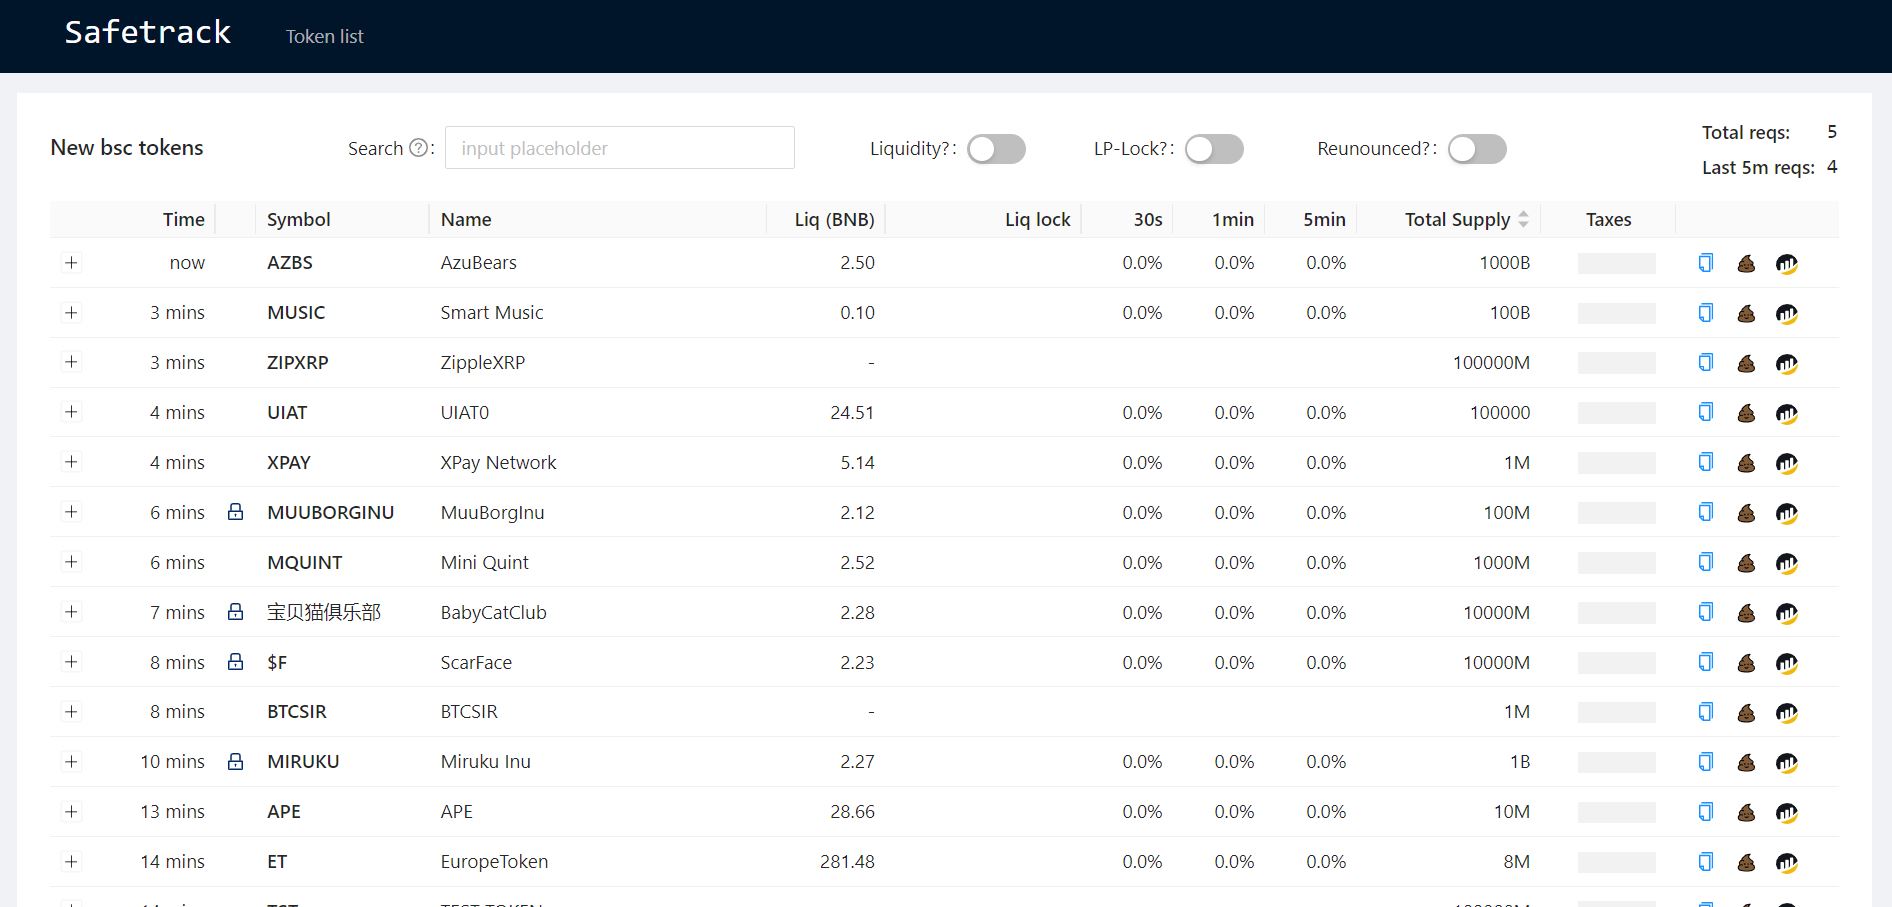 Safetrack Token list
New bsc tokens Search ?: input placeholder Liquidity?: LP-Lock?: Reunounced?: Total reqs: 5
Last 5m reqs: 4
Time Symbol Name Liq (BNB) Liq lock 30s 1min 5min Total Supply Taxes
now AZBS AzuBears 2.50 0.0% 0.0% 0.0% 1000B
3 mins MUSIC Smart Music 0.10 0.0% 0.0% 0.0% 100B
3 mins ZIPXRP ZippleXRP - 100000M
4 mins UIAT UIAT0 24.51 0.0% 0.0% 0.0% 100000
4 mins XPAY XPay Network 5.14 0.0% 0.0% 0.0% 1M
6 mins MUUBORGINU MuuBorgInu 2.12 0.0% 0.0% 0.0% 100M
6 mins MQUINT Mini Quint 2.52 0.0% 0.0% 0.0% 1000M
7 mins 宝贝猫俱乐部 BabyCatClub 2.28 0.0% 0.0% 0.0% 10000M
8 mins $F ScarFace 2.23 0.0% 0.0% 0.0% 10000M
8 mins BTCSIR BTCSIR - 1M
10 mins MIRUKU Miruku Inu 2.27 0.0% 0.0% 0.0% 1B
13 mins APE APE 28.66 0.0% 0.0% 0.0% 10M
14 mins ET EuropeToken 281.48 0.0% 0.0% 0.0% 8M